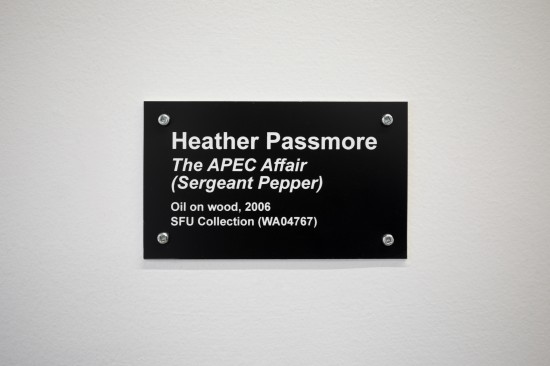 Heather Passmore
The APEC Affair
(Sergeant Pepper)
Oil on wood, 2006
SFU Collection (WA04767)